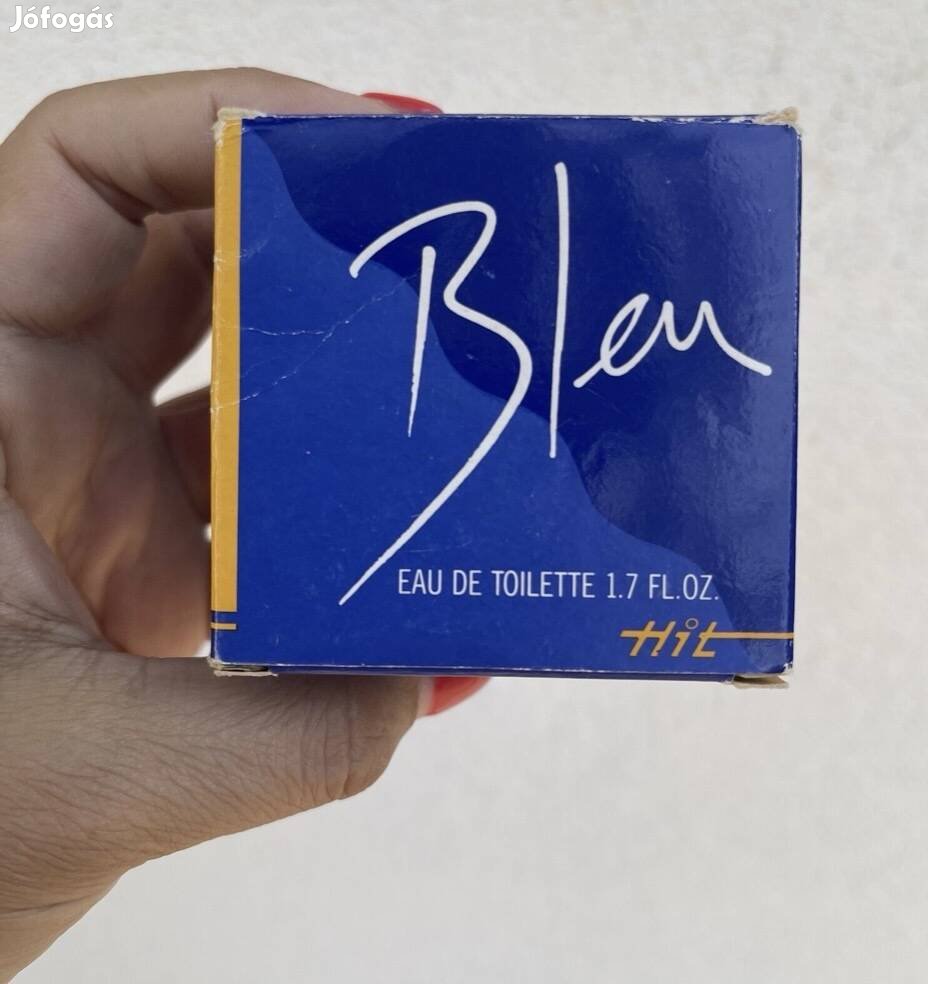 Jófogás
Bleu
EAU DE TOILETTE 1.7 FL.OZ.
Hit